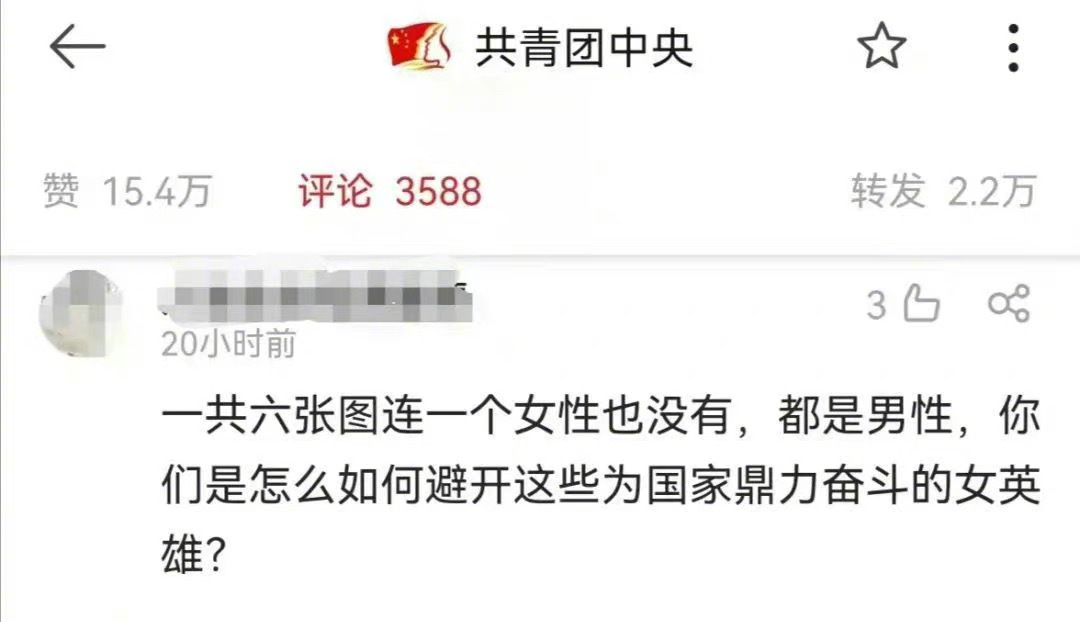 共青团中央
赞 15.4万 评论 3588 转发 2.2万
3
20小时前
一共六张图连一个女性也没有，都是男性，你
们是怎么如何避开这些为国家鼎力奋斗的女英
雄？